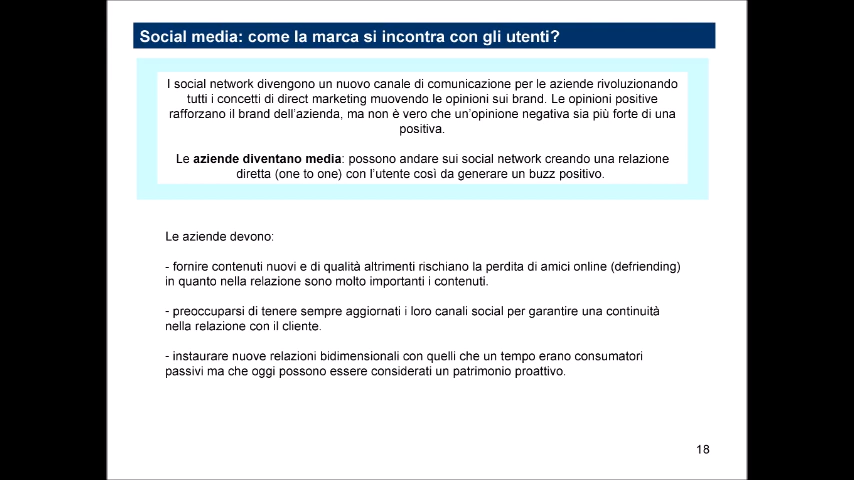 Social media: come la marca si incontra con gli utenti?
I social network divengono un nuovo canale di comunicazione per le aziende rivoluzionando
tutti i concetti di direct marketing muovendo le opinioni sui brand. Le opinioni positive
rafforzano il brand dell'azienda, ma non è vero che un'opinione negativa sia più forte di una
positiva.
Le aziende diventano media: possono andare sui social network creando una relazione
diretta (one to one) con l'utente così da generare un buzz positivo.
Le aziende devono:
- fornire contenuti nuovi e di qualità altrimenti rischiano la perdita di amici online (defriending)
in quanto nella relazione sono molto importanti i contenuti.
- preoccuparsi di tenere sempre aggiornati i loro canali social per garantire una continuità
nella relazione con il cliente.
- instaurare nuove relazioni bidimensionali con quelli che un tempo erano consumatori
passivi ma che oggi possono essere considerati un patrimonio proattivo.
18